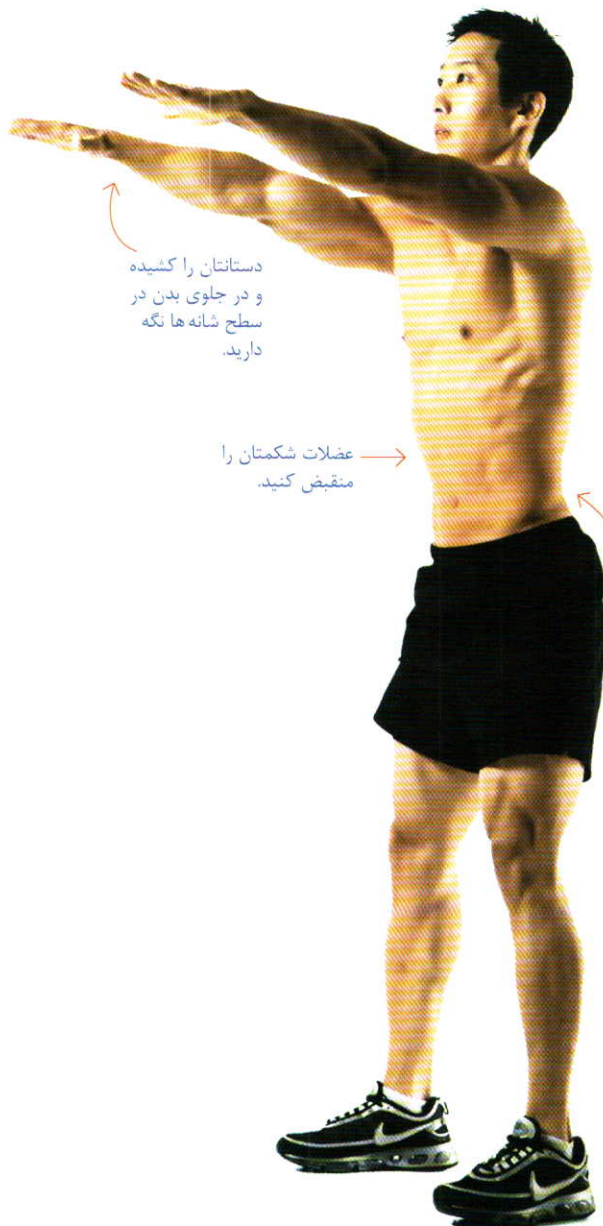 دستانتان را کشیده
و در جلوی بدن در
سطح شانه‌ها نگه
دارید.
عضلات شکمتان را
منقبض کنید.